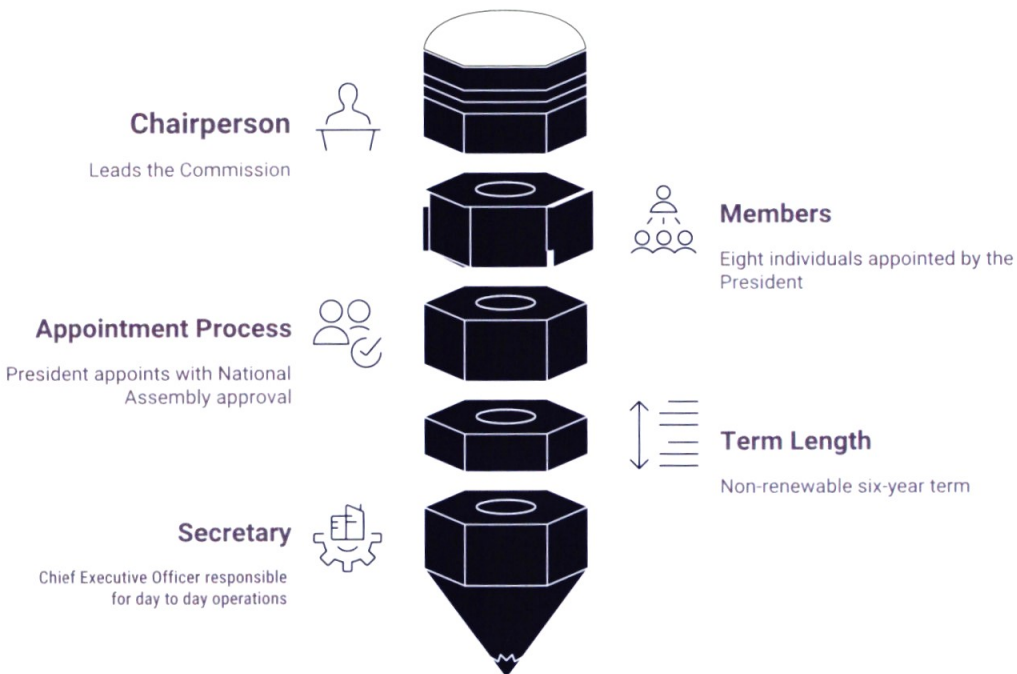 Chairperson
Leads the Commission
Members
Eight individuals appointed by the
President
Appointment Process
President appoints with National
Assembly approval
Term Length
Non-renewable six-year term
Secretary
Chief Executive Officer responsible
for day to day operations